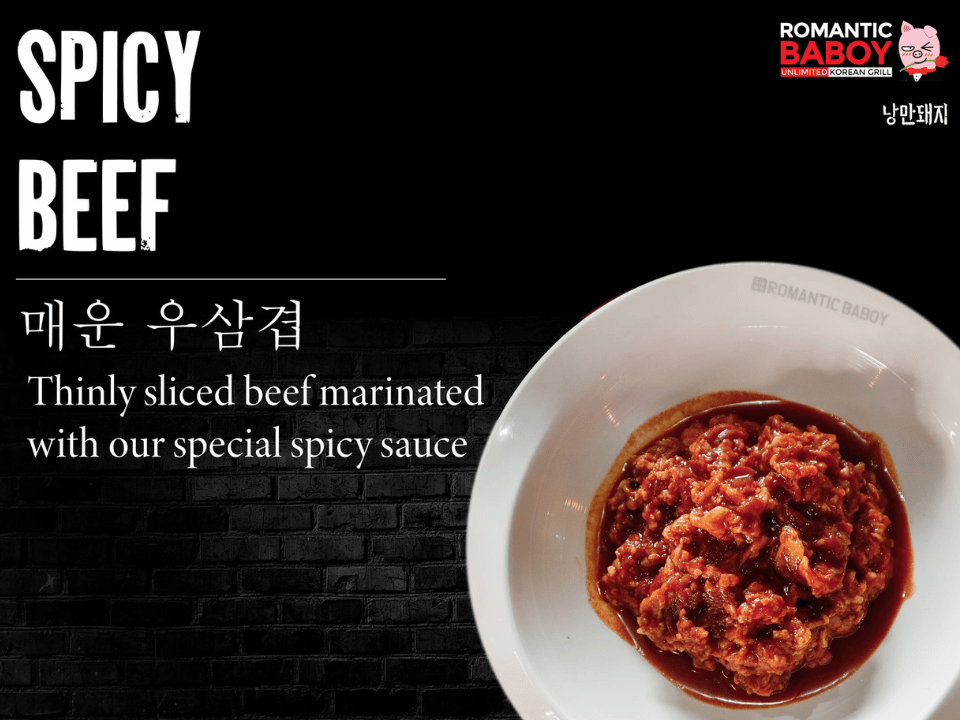 SPICY
BEEF
매운 우삼겹
Thinly sliced beef marinated
with our special spicy sauce
ROMANTIC
BABOY
UNLIMITED KOREAN GRILL
낭만돼지
ROMANTIC BABOY